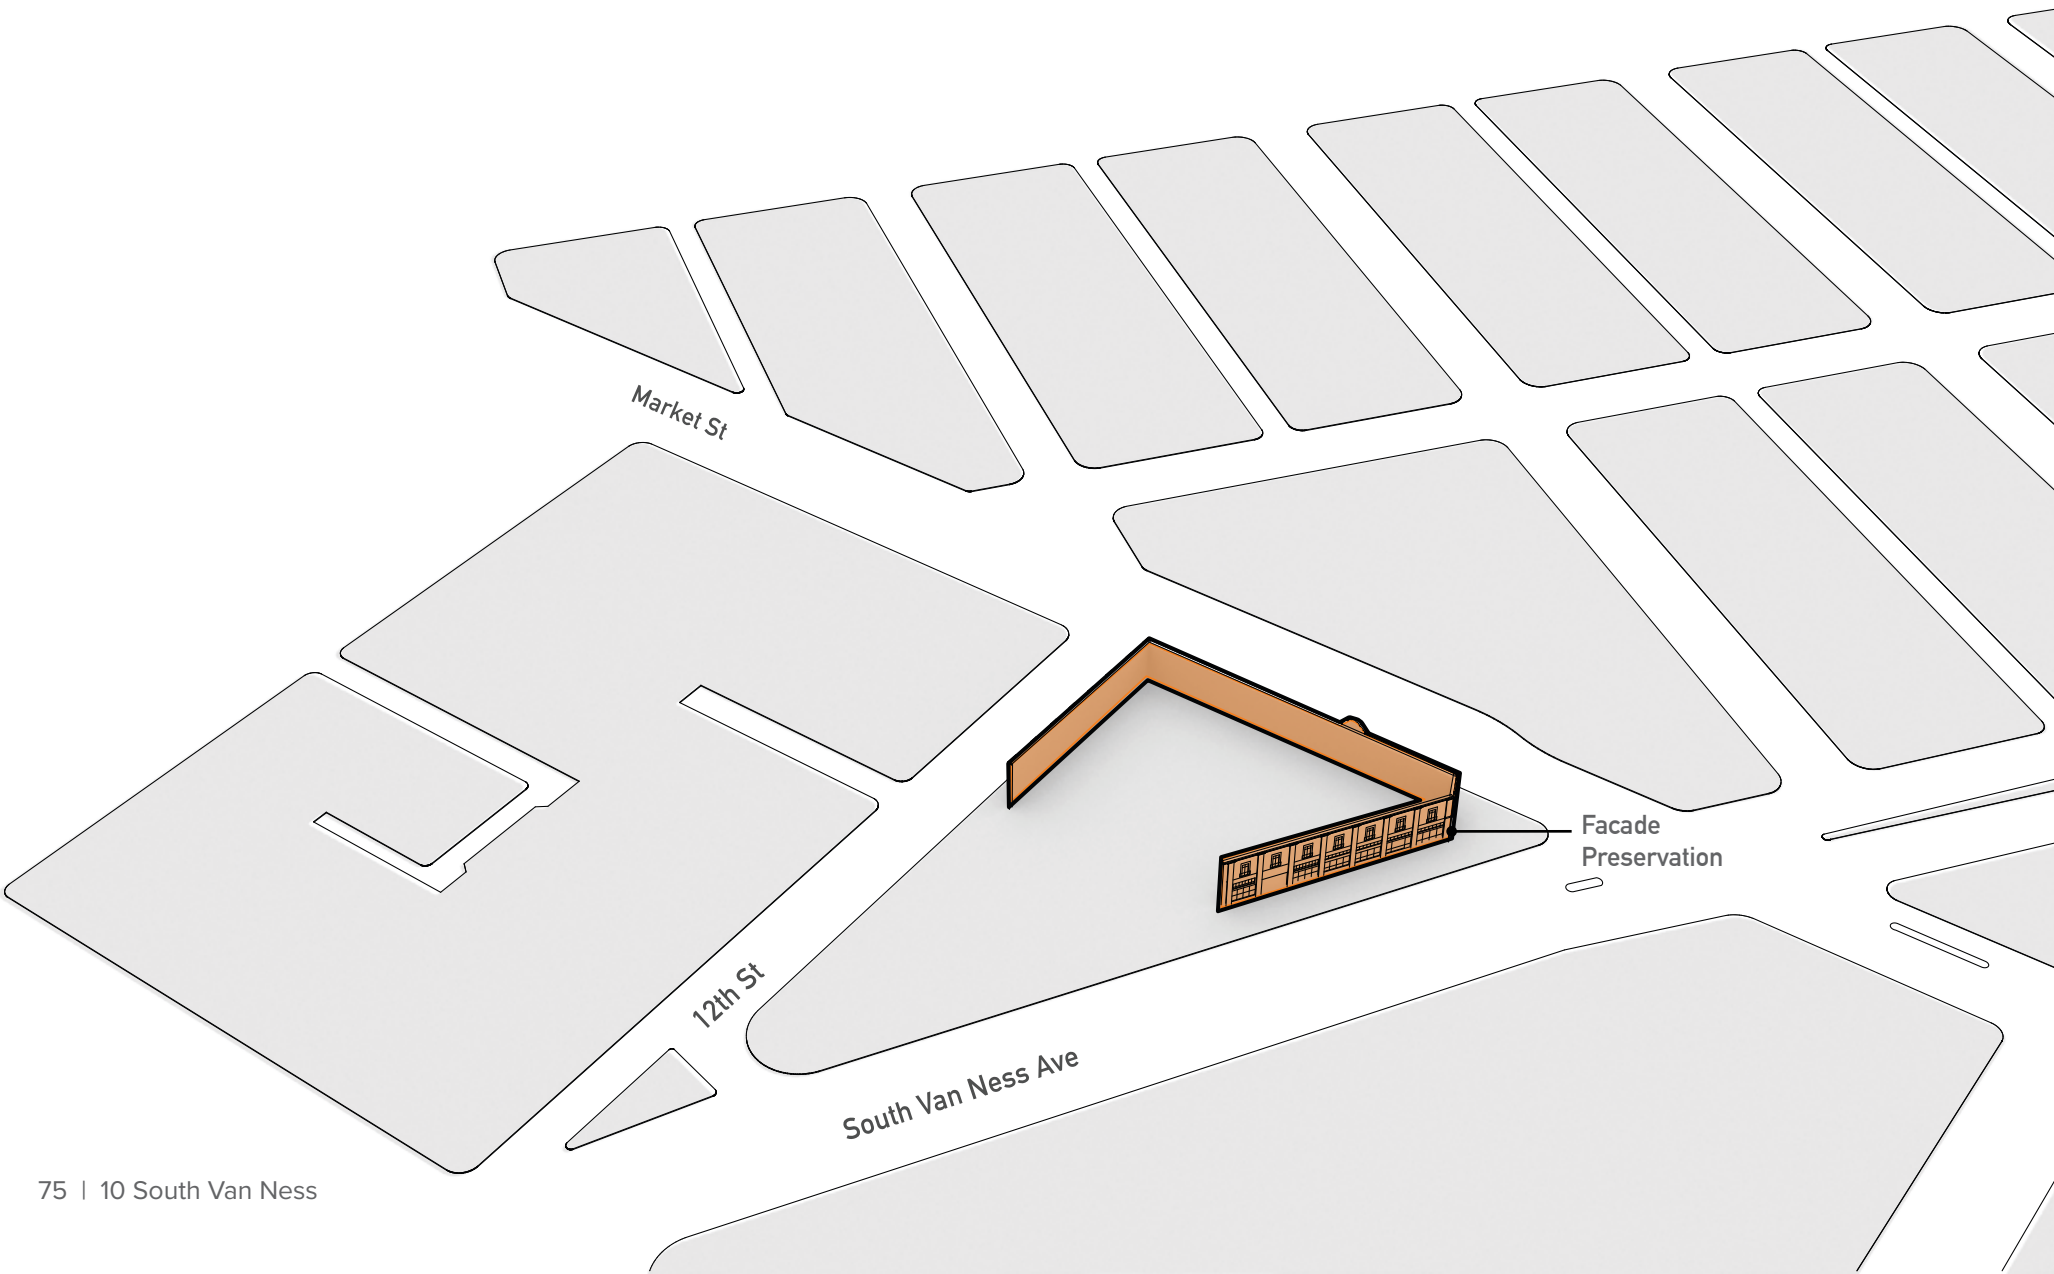 Market St
Facade
Preservation
12th St
South Van Ness Ave
75 | 10 South Van Ness